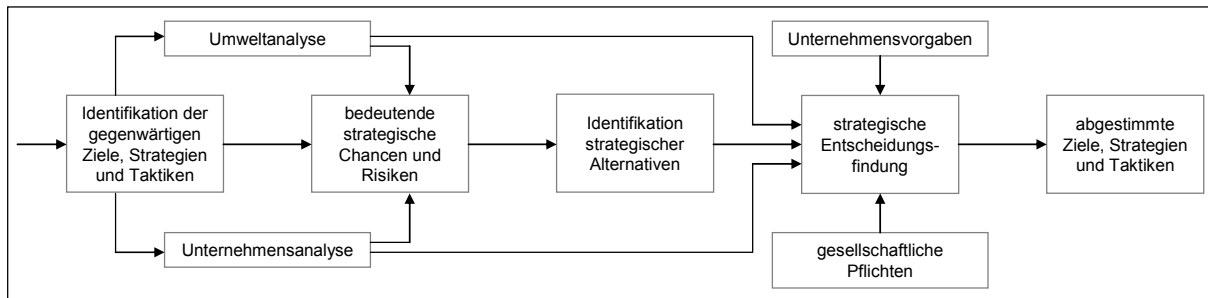 Umweltanalyse
Unternehmensvorgaben
Identifikation der
gegenwärtigen
Ziele, Strategien
und Taktiken
bedeutende
strategische
Chancen und
Risiken
Identifikation
strategischer
Alternativen
strategische
Entscheidungs-
findung
abgestimmte
Ziele, Strategien
und Taktiken
Unternehmensanalyse
gesellschaftliche
Pflichten